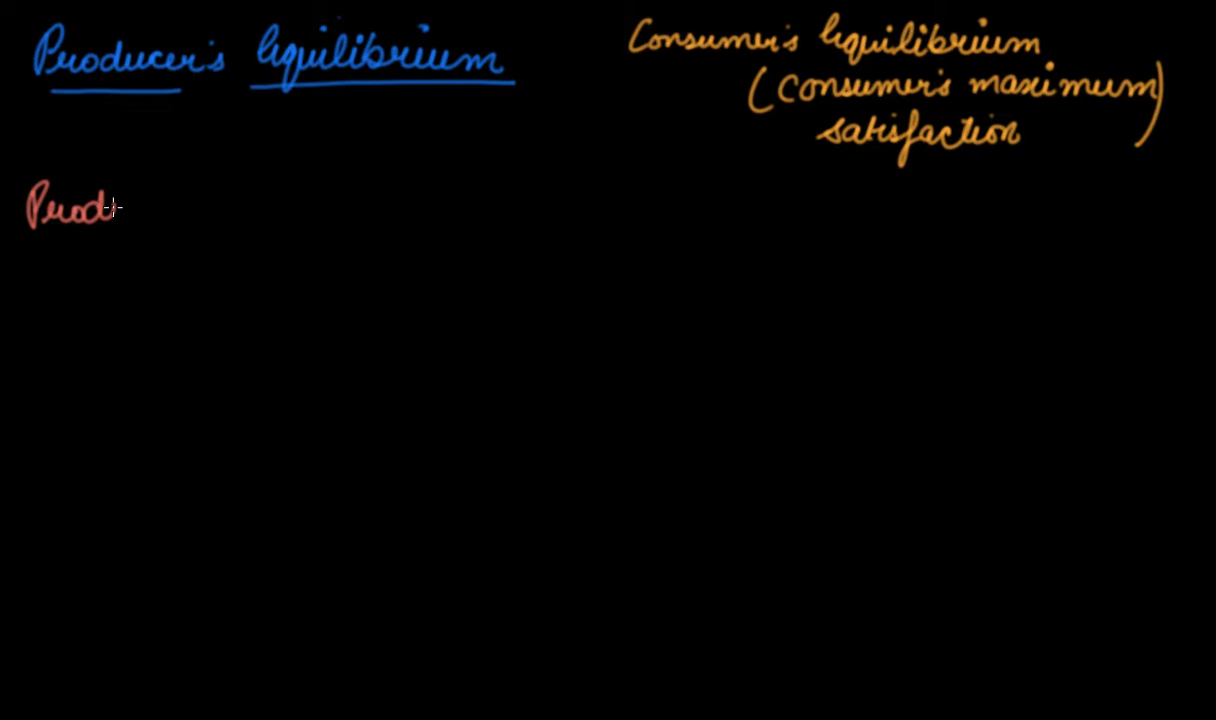 Producer's Equilibrium
Consumer's Equilibrium
(Consumer's maximum)
satisfaction
Prod